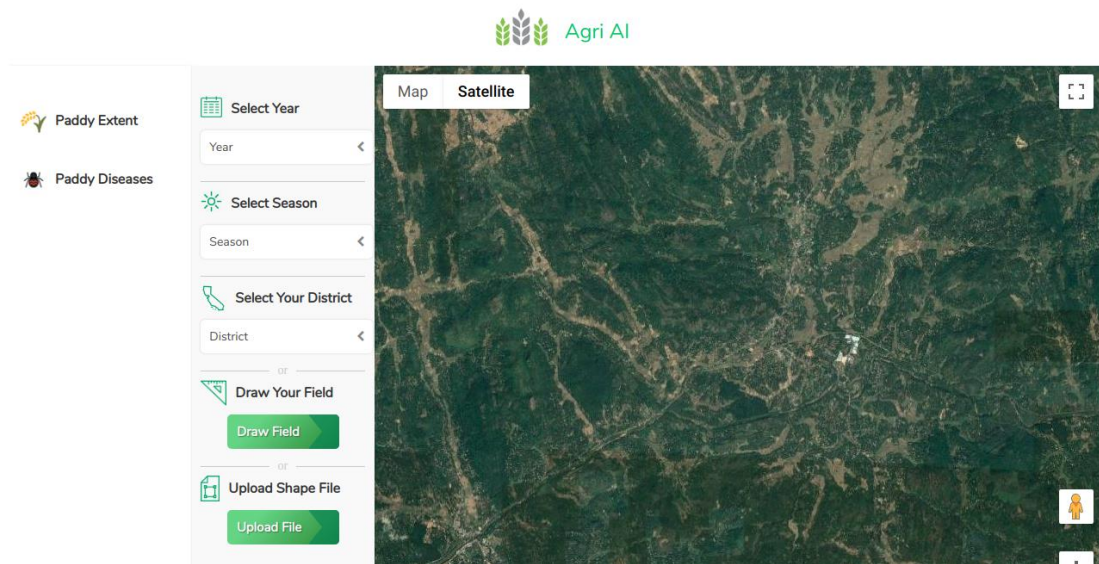 Agri AI
Paddy Extent
Paddy Diseases
Select Year
Year
Select Season
Season
Select Your District
District
or
Draw Your Field
Draw Field
or
Upload Shape File
Upload File
Map Satellite